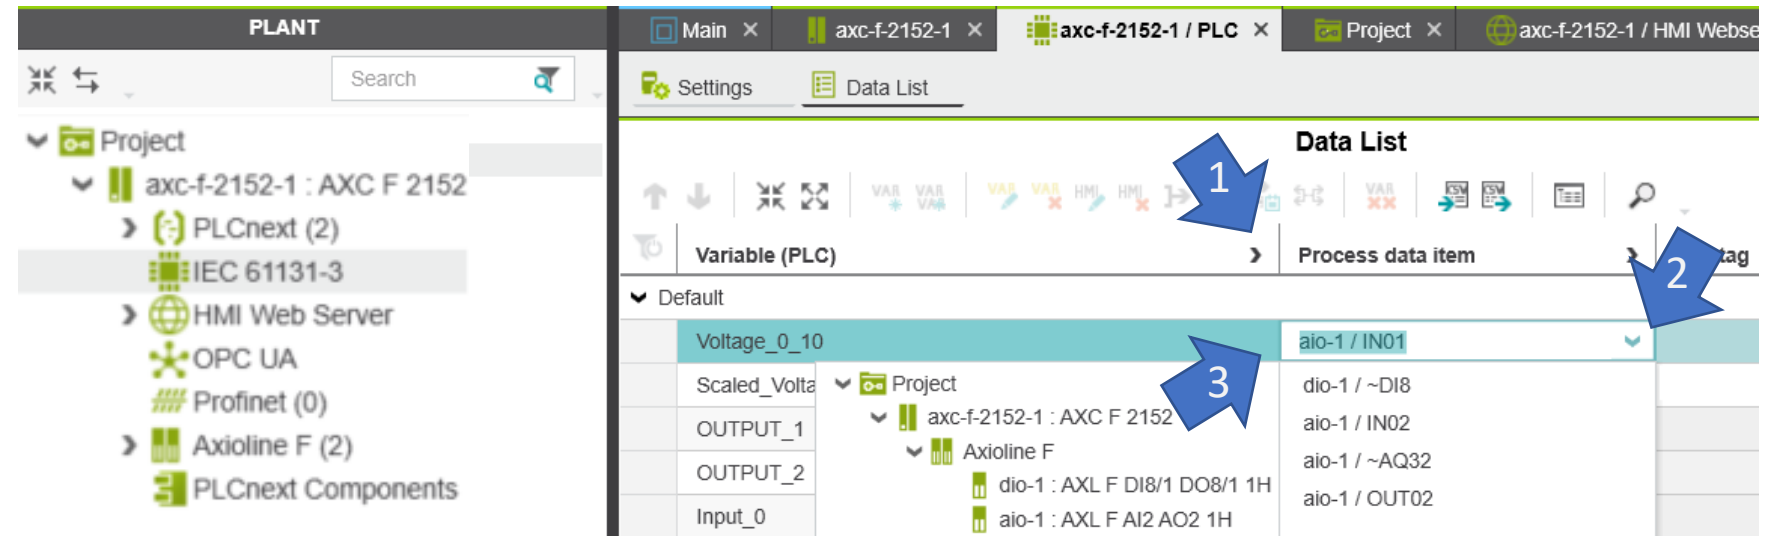 PLANT
Search
Project
axc-f-2152-1 : AXC F 2152
PLCnext (2)
IEC 61131-3
HMI Web Server
OPC UA
Profinet (0)
Axioline F (2)
PLCnext Components
Main
axc-f-2152-1
axc-f-2152-1 / PLC
Project
axc-f-2152-1 / HMI Webse
Settings
Data List
Data List
VAR VAR VAR VAR HMI HMI VAR CSV CSV
VAR
1
Variable (PLC)
Process data item
tag
2
Default
Voltage_0_10
aio-1 / IN01
Scaled_Volta
OUTPUT_1
OUTPUT_2
Input_0
Project
axc-f-2152-1 : AXC F 2152
Axioline F
dio-1 : AXL F DI8/1 DO8/1 1H
aio-1 : AXL F AI2 AO2 1H
3
dio-1 / ~DI8
aio-1 / IN02
aio-1 / ~AQ32
aio-1 / OUT02